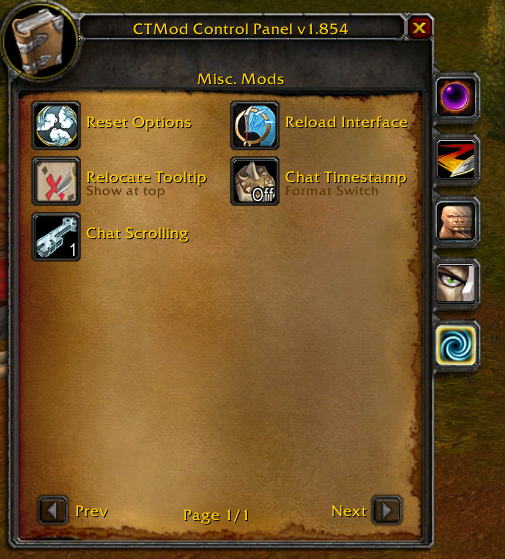 CTMod Control Panel v1.854
Misc. Mods
Reset Options
Reload Interface
Relocate Tooltip
Show at top
Chat Timestamp
Format Switch
Off
Chat Scrolling
1
Prev
Page 1/1
Next